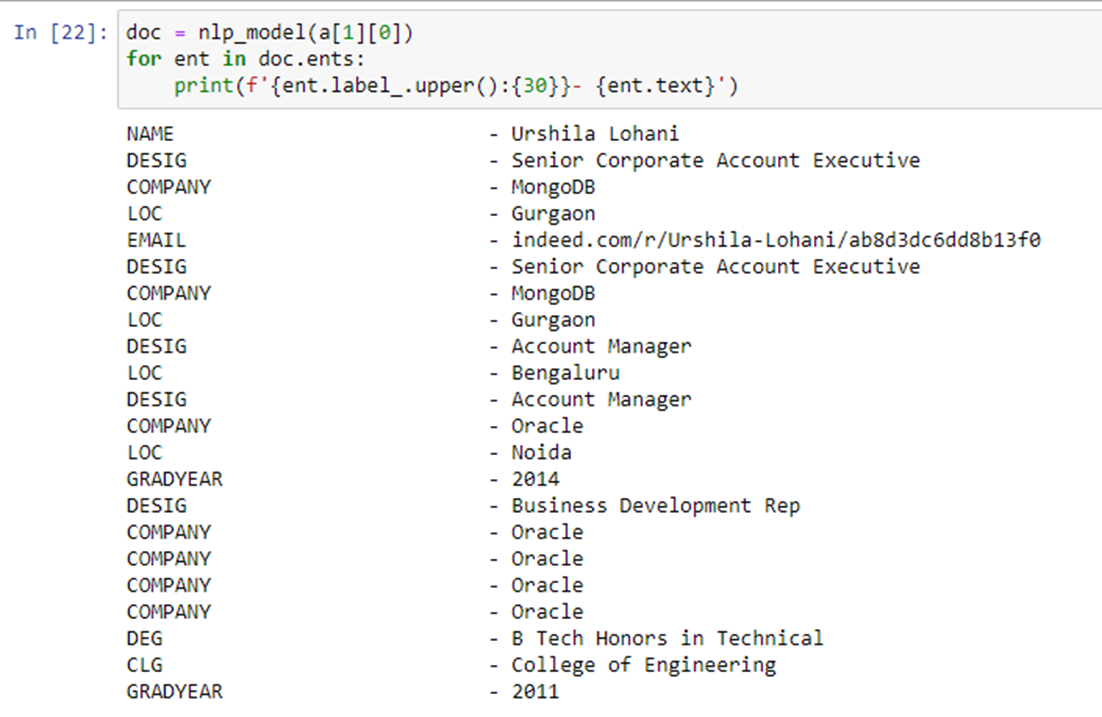 In [22]: doc = nlp_model(a[1][0])
for ent in doc.ents:
    print(f'{ent.label_.upper():{30}}- {ent.text}')
NAME - Urshila Lohani
DESIG - Senior Corporate Account Executive
COMPANY - MongoDB
LOC - Gurgaon
EMAIL - indeed.com/r/Urshila-Lohani/ab8d3dc6dd8b13f0
DESIG - Senior Corporate Account Executive
COMPANY - MongoDB
LOC - Gurgaon
DESIG - Account Manager
LOC - Bengaluru
DESIG - Account Manager
COMPANY - Oracle
LOC - Noida
GRADYEAR - 2014
DESIG - Business Development Rep
COMPANY - Oracle
COMPANY - Oracle
COMPANY - Oracle
COMPANY - Oracle
DEG - B Tech Honors in Technical
CLG - College of Engineering
GRADYEAR - 2011